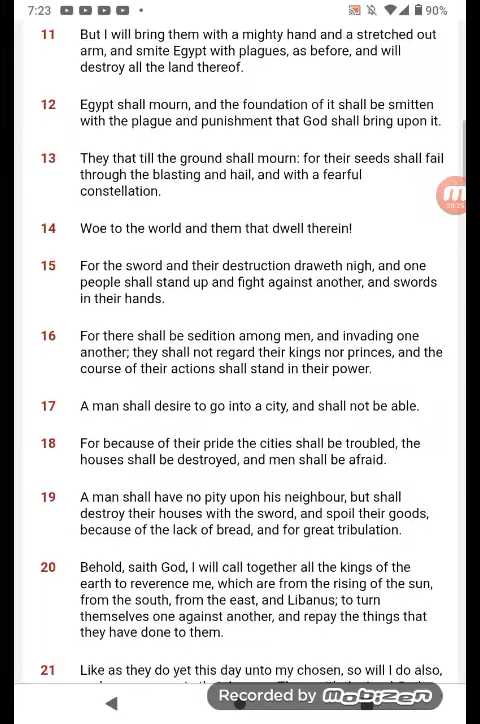 7:23 90%
11 But I will bring them with a mighty hand and a stretched out
arm, and smite Egypt with plagues, as before, and will
destroy all the land thereof.
12 Egypt shall mourn, and the foundation of it shall be smitten
with the plague and punishment that God shall bring upon it.
13 They that till the ground shall mourn: for their seeds shall fail
through the blasting and hail, and with a fearful
constellation.
14 Woe to the world and them that dwell therein!
15 For the sword and their destruction draweth nigh, and one
people shall stand up and fight against another, and swords
in their hands.
16 For there shall be sedition among men, and invading one
another; they shall not regard their kings nor princes, and the
course of their actions shall stand in their power.
17 A man shall desire to go into a city, and shall not be able.
18 For because of their pride the cities shall be troubled, the
houses shall be destroyed, and men shall be afraid.
19 A man shall have no pity upon his neighbour, but shall
destroy their houses with the sword, and spoil their goods,
because of the lack of bread, and for great tribulation.
20 Behold, saith God, I will call together all the kings of the
earth to reverence me, which are from the rising of the sun,
from the south, from the east, and Libanus; to turn
themselves one against another, and repay the things that
they have done to them.
21 Like as they do yet this day unto my chosen, so will I do also,
Recorded by mobizen